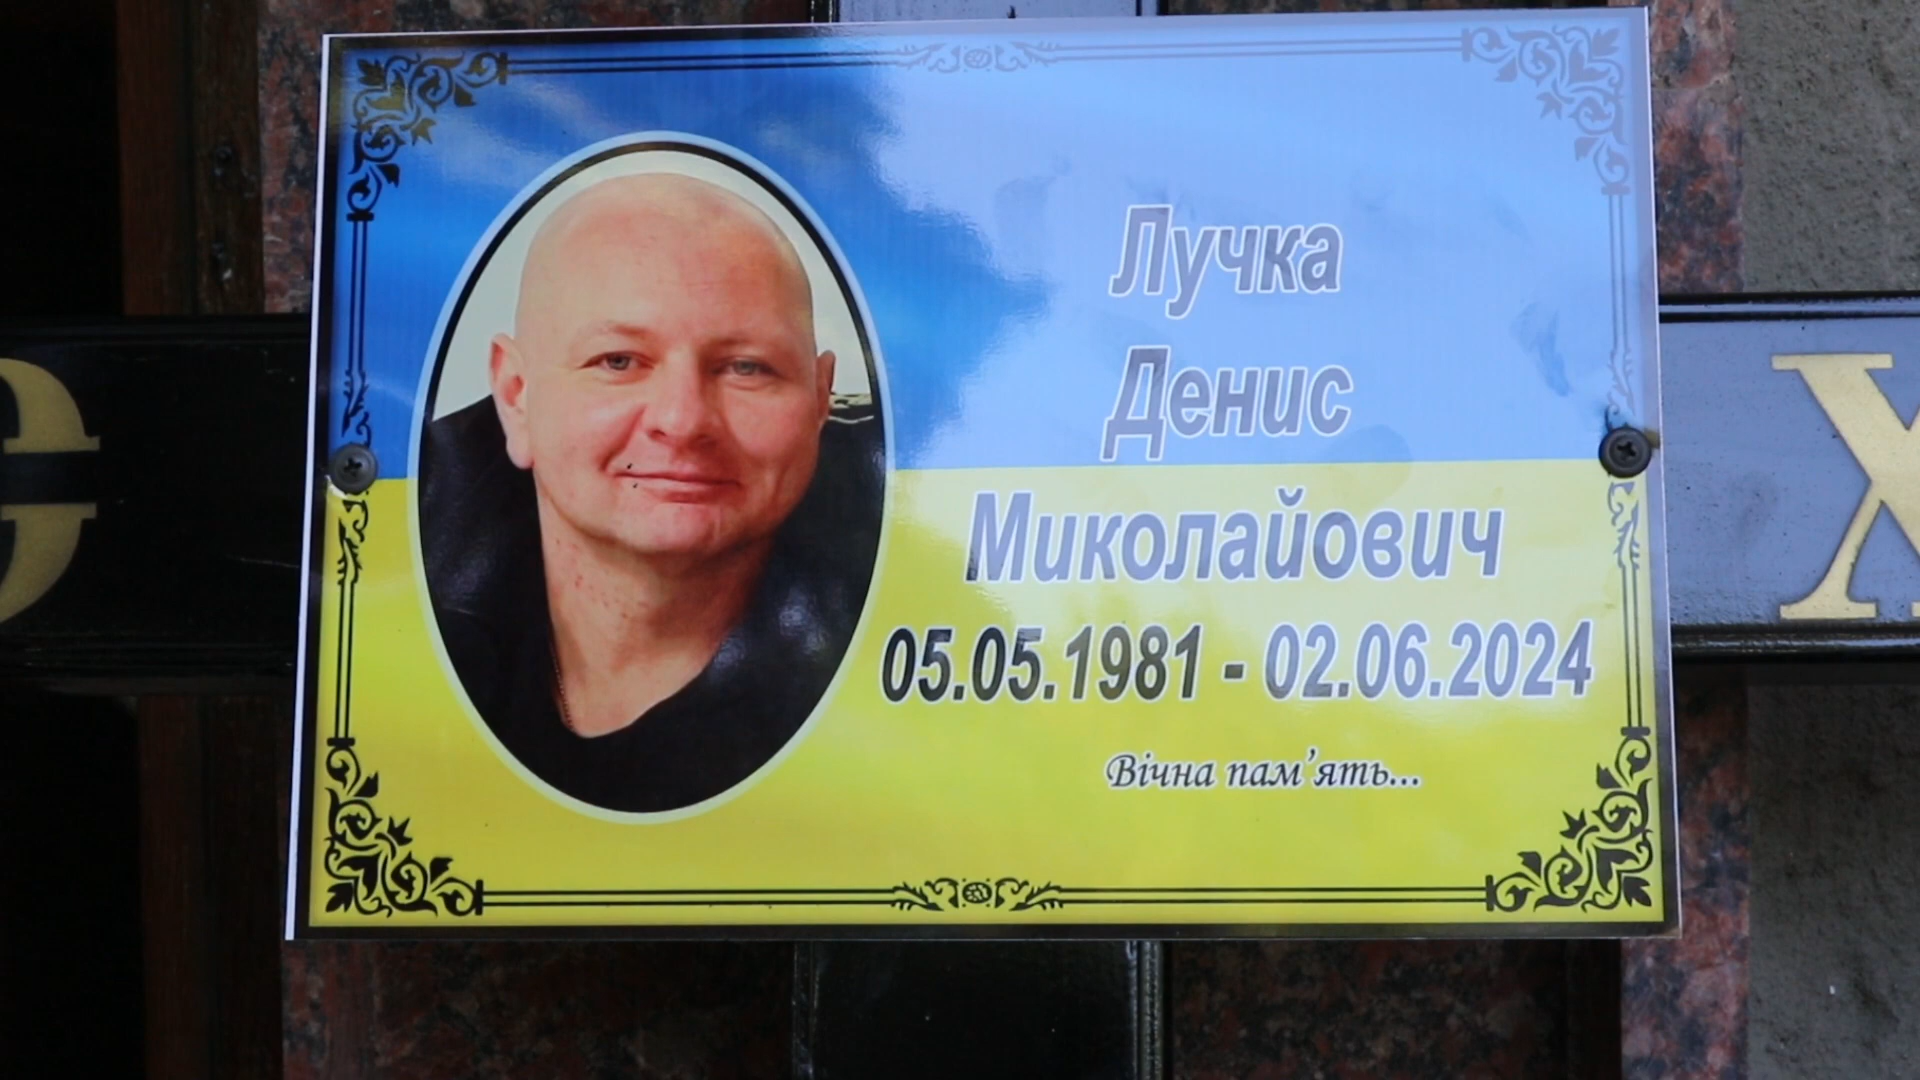 С Х
Лучка
Денис
Миколайович
05.05.1981 - 02.06.2024
Вічна пам’ять...